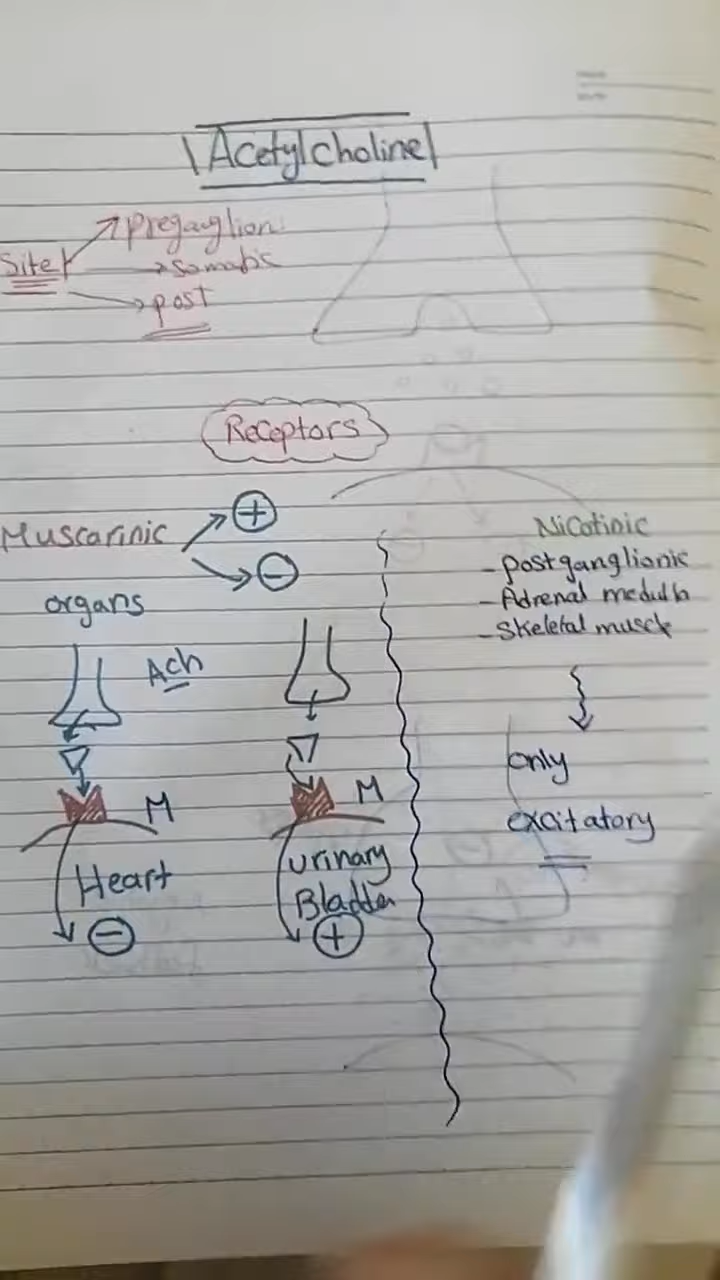 Acetylcholine
preganglion
Site
somatic
post
Receptors
Muscarinic
+
-
organs
Ach
M
Heart
-
M
urinary
Bladder
+
Nicotinic
- postganglionic
- Adrenal medulla
- Skeletal muscle
only
excitatory